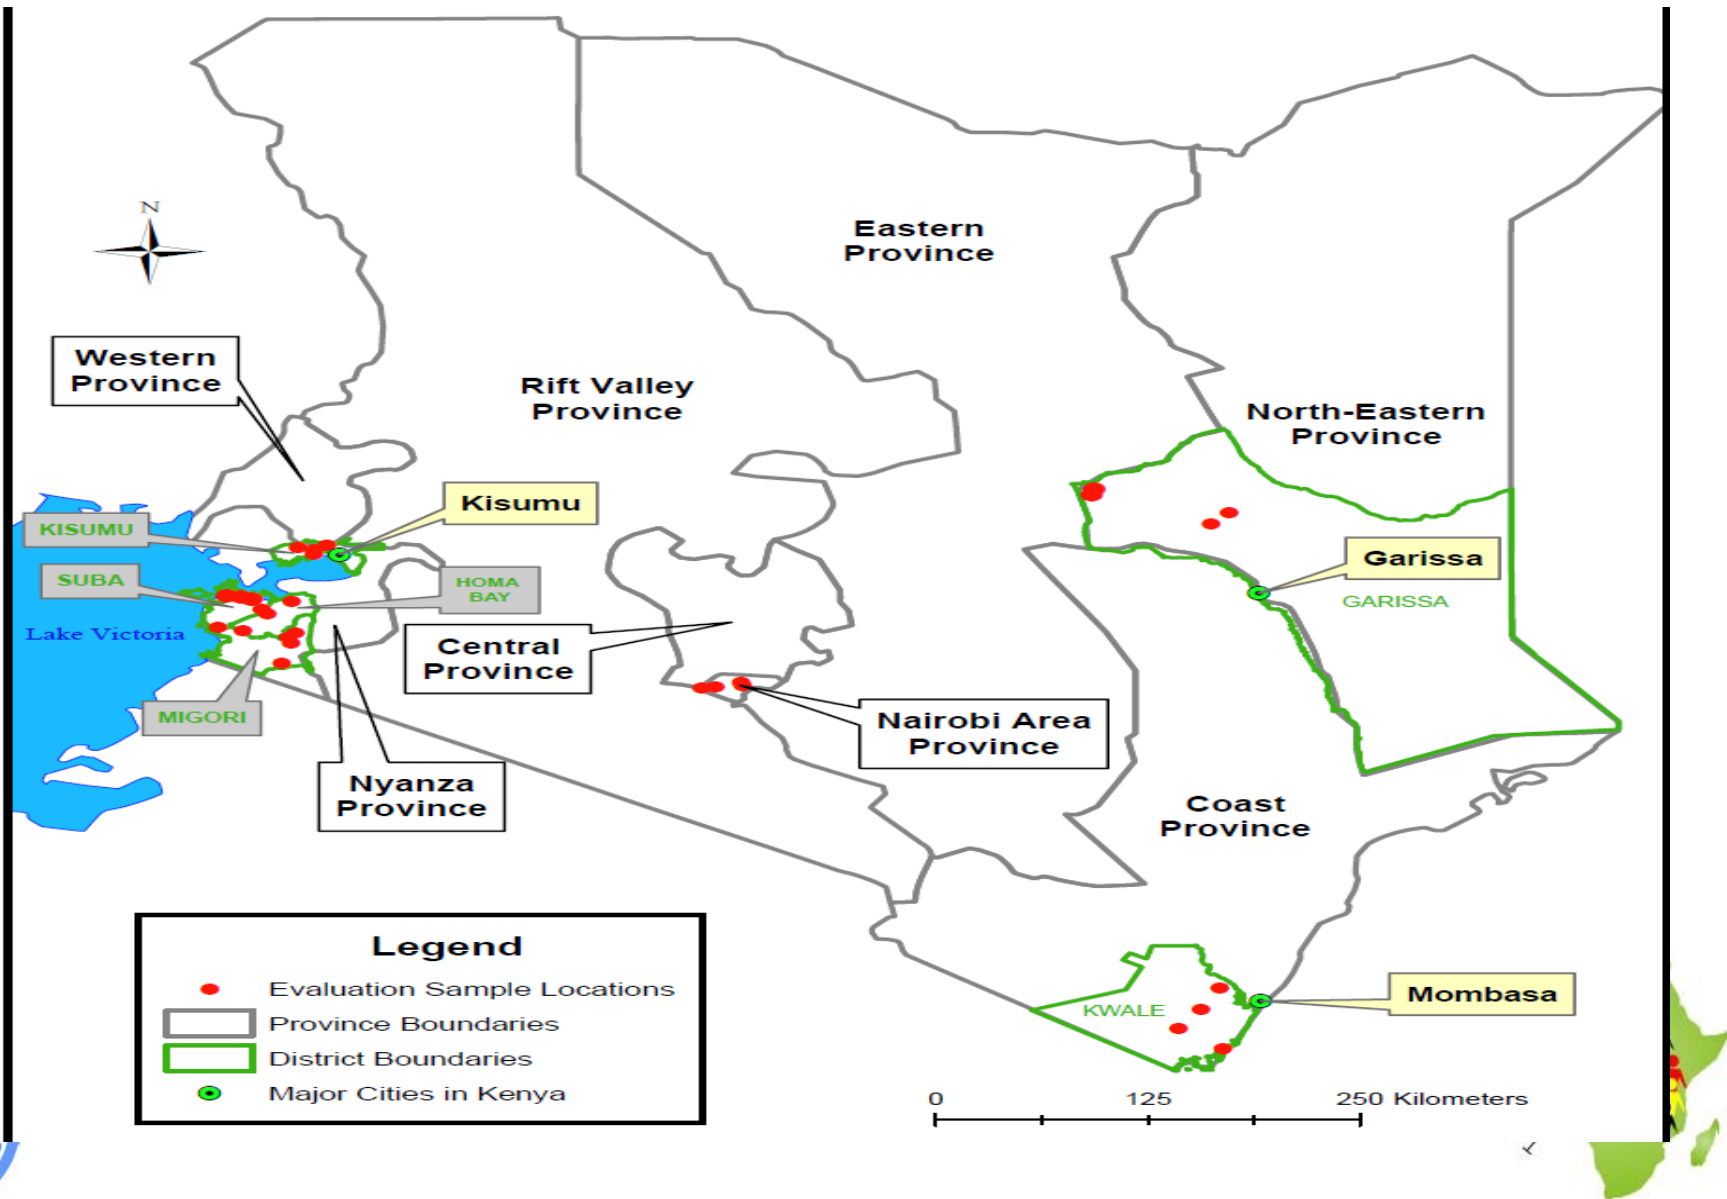 N
Eastern
Province
Western
Province
Rift Valley
Province
North-Eastern
Province
Kisumu
KISUMU
Garissa
SUBA
HOMA
BAY
GARISSA
Lake Victoria
Central
Province
MIGORI
Nairobi Area
Province
Nyanza
Province
Coast
Province
Legend
Evaluation Sample Locations
Province Boundaries
District Boundaries
Major Cities in Kenya
KWALE
Mombasa
0 125 250 Kilometers